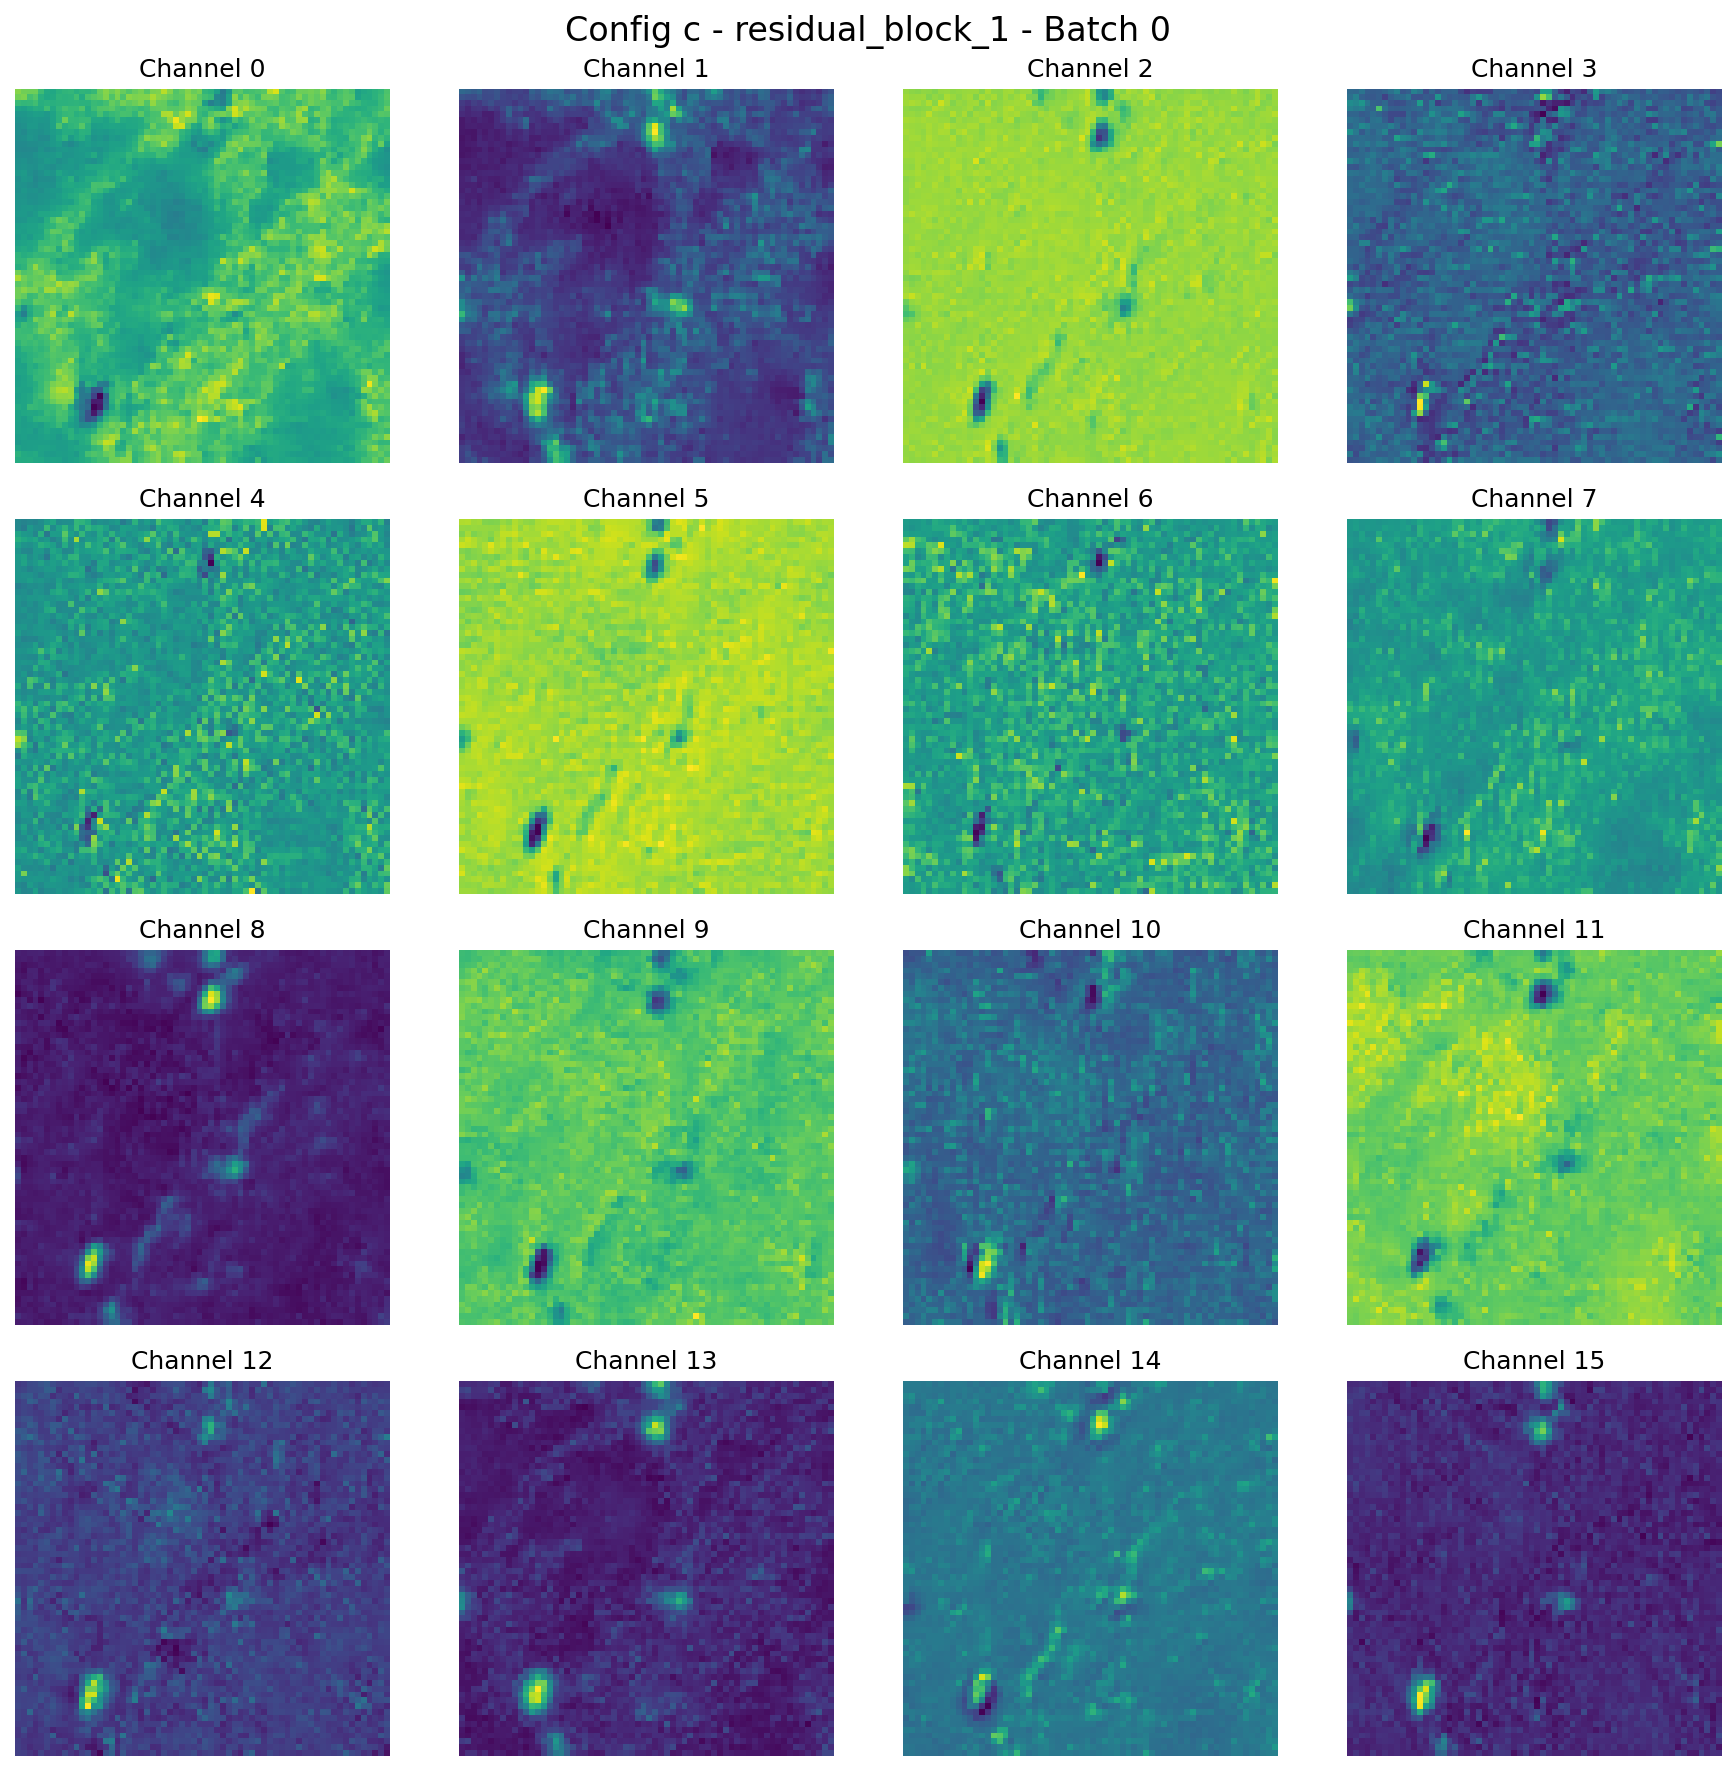 Config c - residual_block_1 - Batch 0
Channel 0
Channel 1
Channel 2
Channel 3
Channel 4
Channel 5
Channel 6
Channel 7
Channel 8
Channel 9
Channel 10
Channel 11
Channel 12
Channel 13
Channel 14
Channel 15